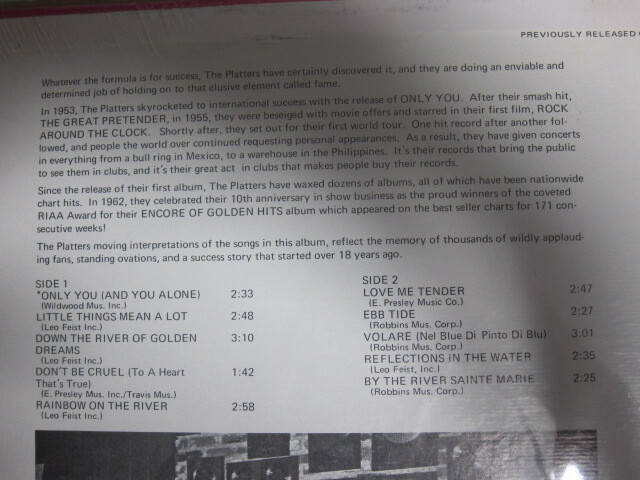 PREVIOUSLY RELEASED
Whatever the formula is for success, The Platters have certainly discovered it, and they are doing an enviable and
determined job of holding on to that elusive element called fame.
In 1953, The Platters skyrocketed to international success with the release of ONLY YOU. After their smash hit,
THE GREAT PRETENDER, in 1955, they were beseiged with movie offers and starred in their first film, ROCK
AROUND THE CLOCK. Shortly after, they set out for their first world tour. One hit record after another fol-
lowed, and people the world over continued requesting personal appearances. As a result, they have given concerts
in everything from a bull ring in Mexico, to a warehouse in the Philippines. It's their records that bring the public
to see them in clubs, and it's their great act in clubs that makes people buy their records.
Since the release of their first album, The Platters have waxed dozens of albums, all of which have been nationwide
chart hits. In 1962, they celebrated their 10th anniversary in show business as the proud winners of the coveted
RIAA Award for their ENCORE OF GOLDEN HITS album which appeared on the best seller charts for 171 con-
secutive weeks!
The Platters moving interpretations of the songs in this album, reflect the memory of thousands of wildly applaud-
ing fans, standing ovations, and a success story that started over 18 years ago.
SIDE 1
*ONLY YOU (AND YOU ALONE) 2:33
(Wildwood Mus. Inc.)
LITTLE THINGS MEAN A LOT 2:48
(Leo Feist Inc.)
DOWN THE RIVER OF GOLDEN 3:10
DREAMS
(Leo Feist Inc.)
DON'T BE CRUEL (To A Heart 1:42
That's True)
(E. Presley Mus. Inc./Travis Mus.)
RAINBOW ON THE RIVER 2:58
(Leo Feist Inc.)
SIDE 2
LOVE ME TENDER 2:47
(E. Presley Music Co.)
EBB TIDE 2:27
(Robbins Mus. Corp.)
VOLARE (Nel Blue Di Pinto Di Blu) 3:01
(Robbins Mus. Corp.)
REFLECTIONS IN THE WATER 2:35
(Leo Feist, Inc.)
BY THE RIVER SAINTE MARIE 2:25
(Robbins Mus. Corp.)